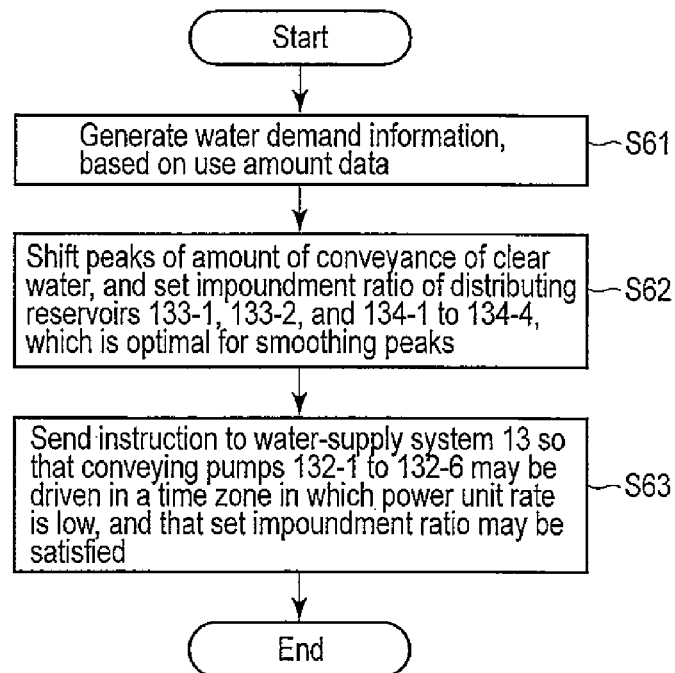 Start
Generate water demand information,
based on use amount data
S61
Shift peaks of amount of conveyance of clear
water, and set impoundment ratio of distributing
reservoirs 133-1, 133-2, and 134-1 to 134-4,
which is optimal for smoothing peaks
S62
Send instruction to water-supply system 13 so
that conveying pumps 132-1 to 132-6 may be
driven in a time zone in which power unit rate
is low, and that set impoundment ratio may be
satisfied
S63
End